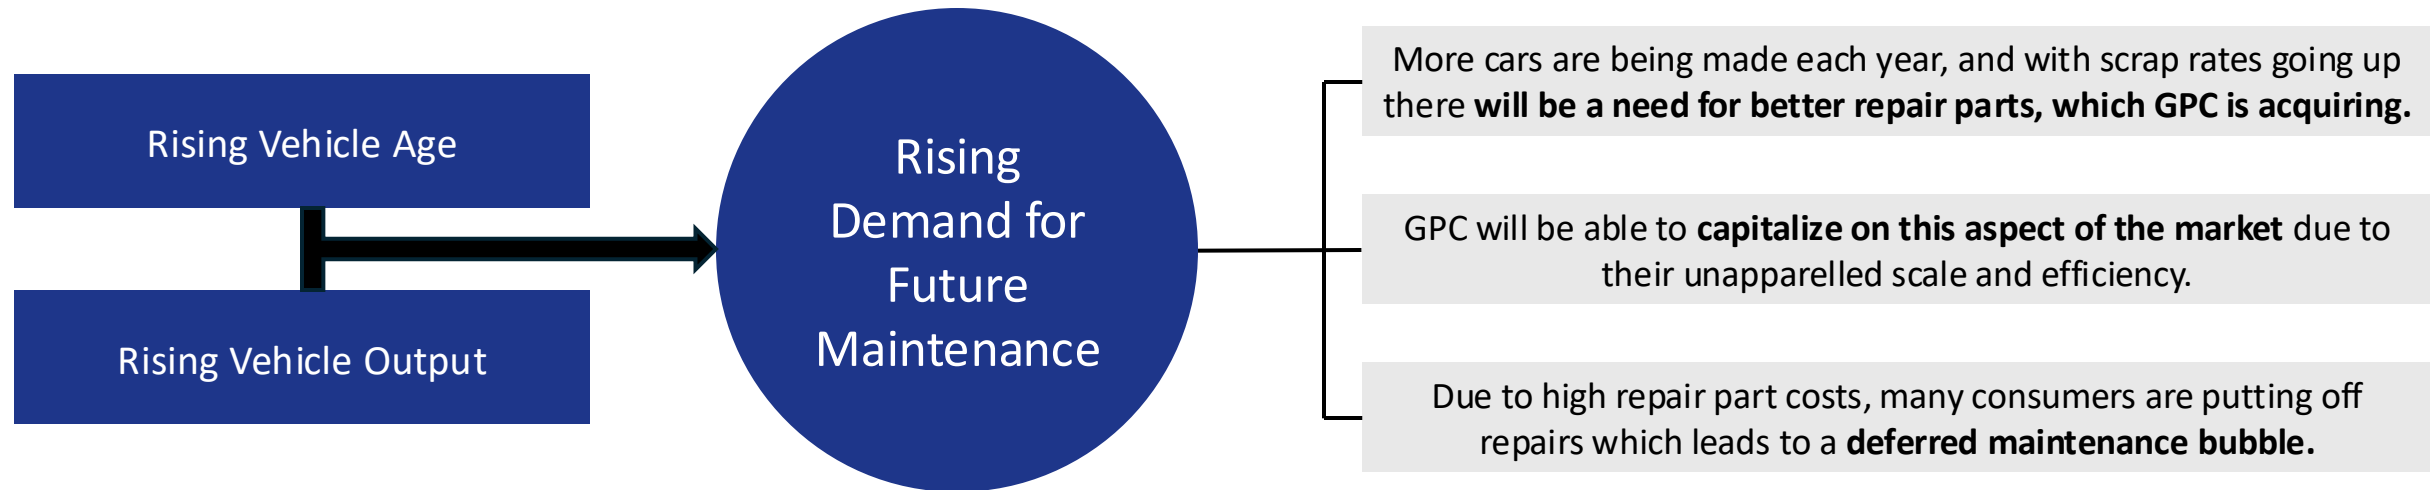 Rising Vehicle Age
Rising Vehicle Output
Rising
Demand for
Future
Maintenance
More cars are being made each year, and with scrap rates going up
there will be a need for better repair parts, which GPC is acquiring.
GPC will be able to capitalize on this aspect of the market due to
their unapparelled scale and efficiency.
Due to high repair part costs, many consumers are putting off
repairs which leads to a deferred maintenance bubble.